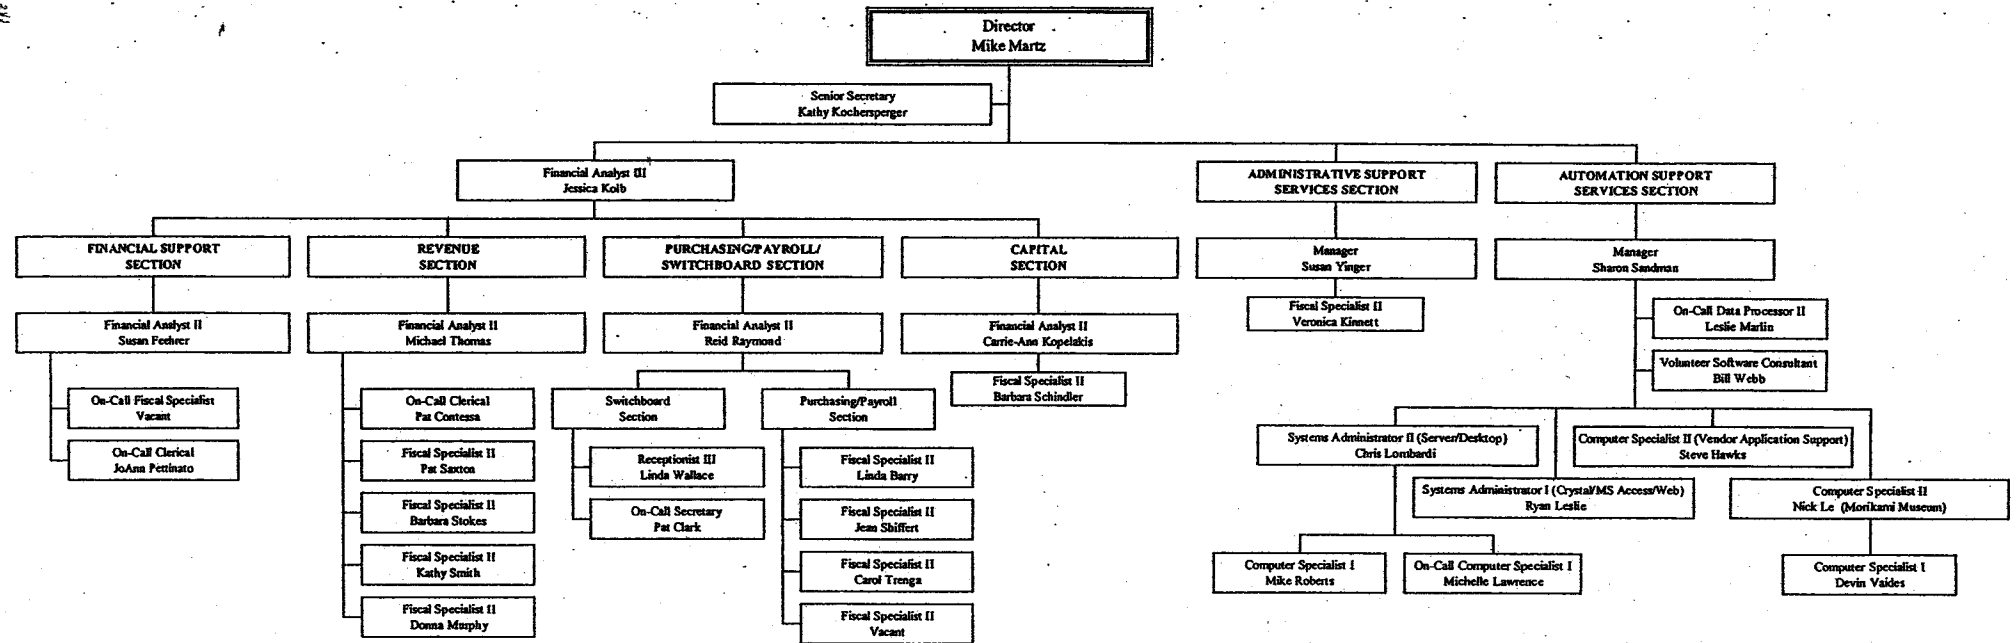 Director
Mike Martz
Senior Secretary
Kathy Kochersperger
Financial Analyst III
Jessica Kolb
ADMINISTRATIVE SUPPORT
SERVICES SECTION
AUTOMATION SUPPORT
SERVICES SECTION
FINANCIAL SUPPORT
SECTION
REVENUE
SECTION
PURCHASING/PAYROLL/
SWITCHBOARD SECTION
CAPITAL
SECTION
Manager
Susan Yinger
Manager
Sharon Sandman
Financial Analyst II
Susan Feehrer
Financial Analyst II
Michael Thomas
Financial Analyst II
Reid Raymond
Financial Analyst II
Carrie-Ann Kopelakis
Fiscal Specialist II
Veronica Kinnett
On-Call Data Processor II
Leslie Marlin
Volunteer Software Consultant
Bill Webb
On-Call Fiscal Specialist
Vacant
On-Call Clerical
JoAnn Pettinato
On-Call Clerical
Pat Contessa
Fiscal Specialist II
Pat Saxton
Fiscal Specialist II
Barbara Stokes
Fiscal Specialist II
Kathy Smith
Fiscal Specialist II
Donna Murphy
Switchboard
Section
Receptionist III
Linda Wallace
On-Call Secretary
Pat Clark
Purchasing/Payroll
Section
Fiscal Specialist II
Linda Barry
Fiscal Specialist II
Jean Shiffert
Fiscal Specialist II
Carol Trenga
Fiscal Specialist II
Vacant
Fiscal Specialist II
Barbara Schindler
Systems Administrator II (Server/Desktop)
Chris Lombardi
Computer Specialist II (Vendor Application Support)
Steve Hawks
Systems Administrator I (Crystal/MS Access/Web)
Ryan Leslie
Computer Specialist II
Nick Le (Morikami Museum)
Computer Specialist I
Mike Roberts
On-Call Computer Specialist I
Michelle Lawrence
Computer Specialist I
Devin Vaides